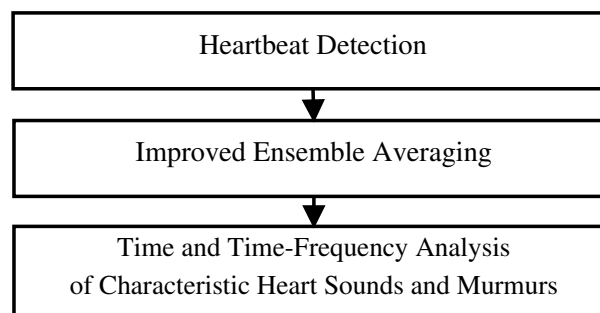 Heartbeat Detection
Improved Ensemble Averaging
Time and Time-Frequency Analysis
of Characteristic Heart Sounds and Murmurs